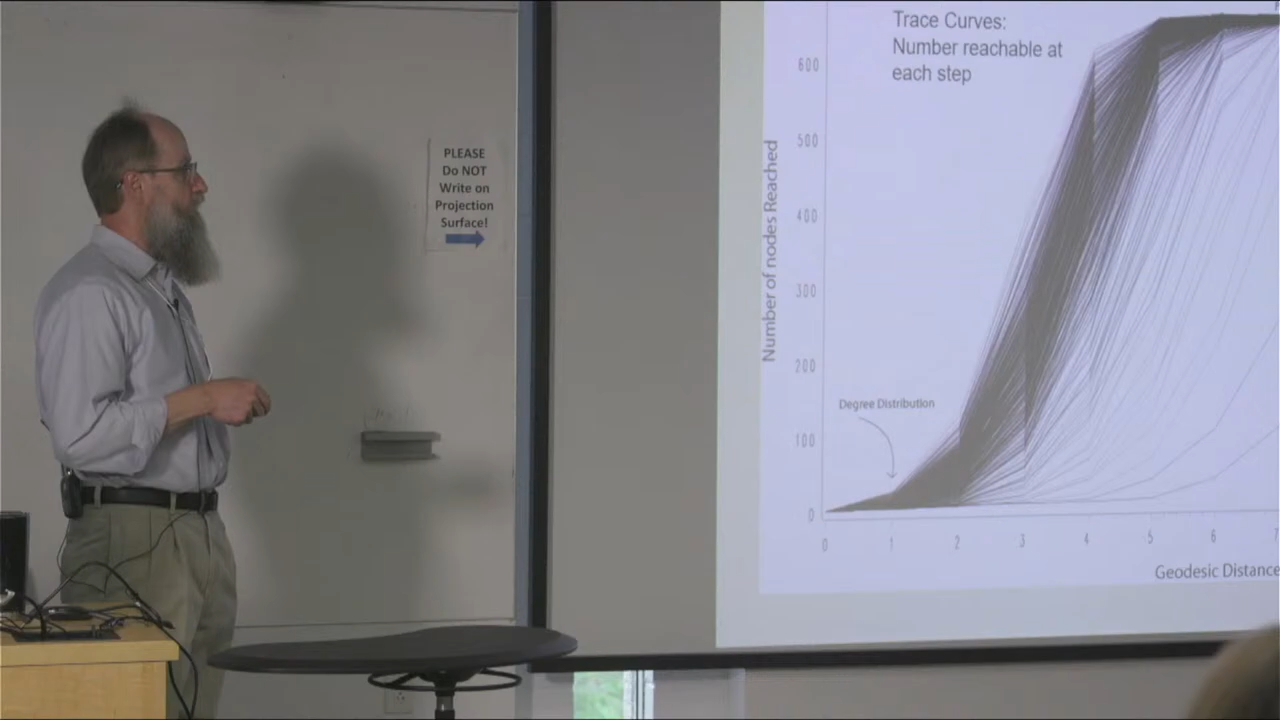 Trace Curves:
Number reachable at
each step
PLEASE
Do NOT
Write on
Projection
Surface!
Number of nodes Reached
600
500
400
300
200
100
0
Degree Distribution
0 1 2 3 4 5 6 7
Geodesic Distance